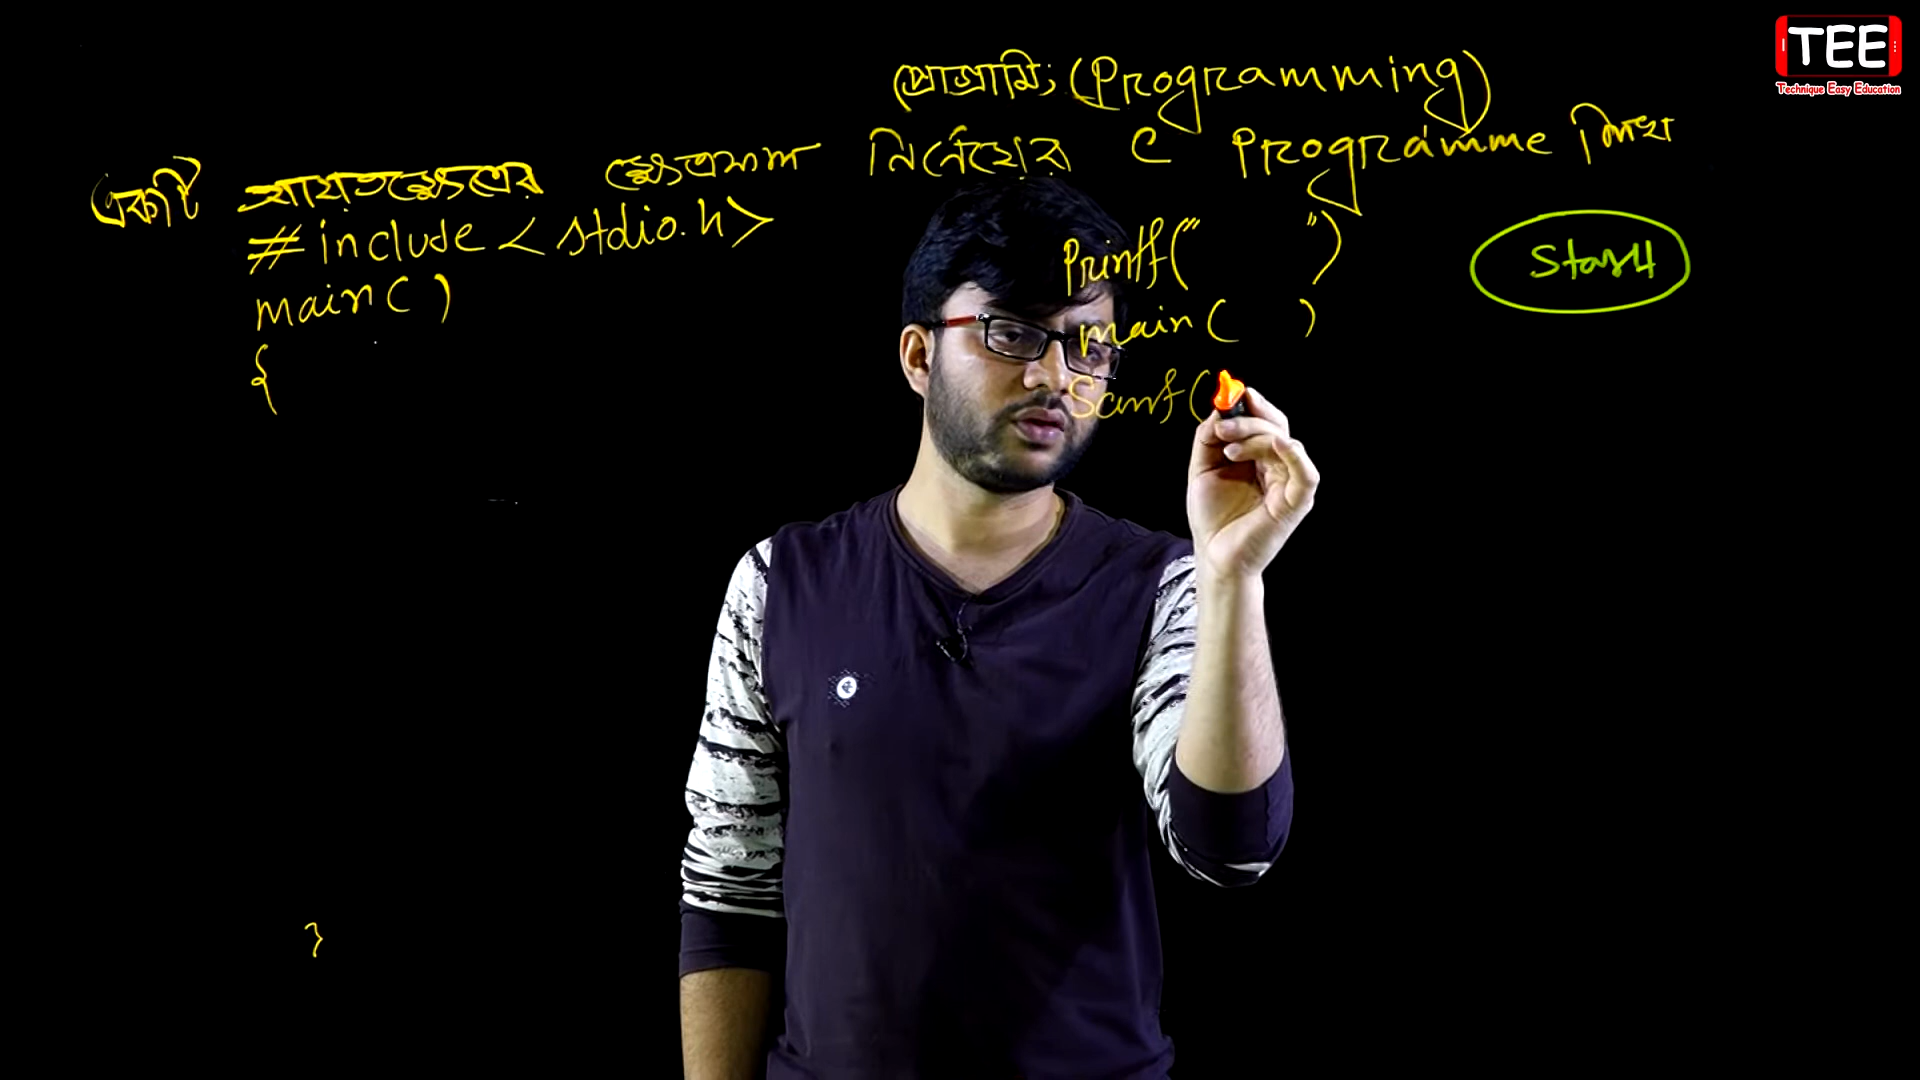 TEE
Technique Easy Education
প্রোগ্রামিং (Programming)
একটি আয়তক্ষেত্রের ক্ষেত্রফল নির্ণয়ের C Programme লিখ
#include <stdio.h>
main( )
{
}
Printf(" ")
main( )
Scanf(
Start